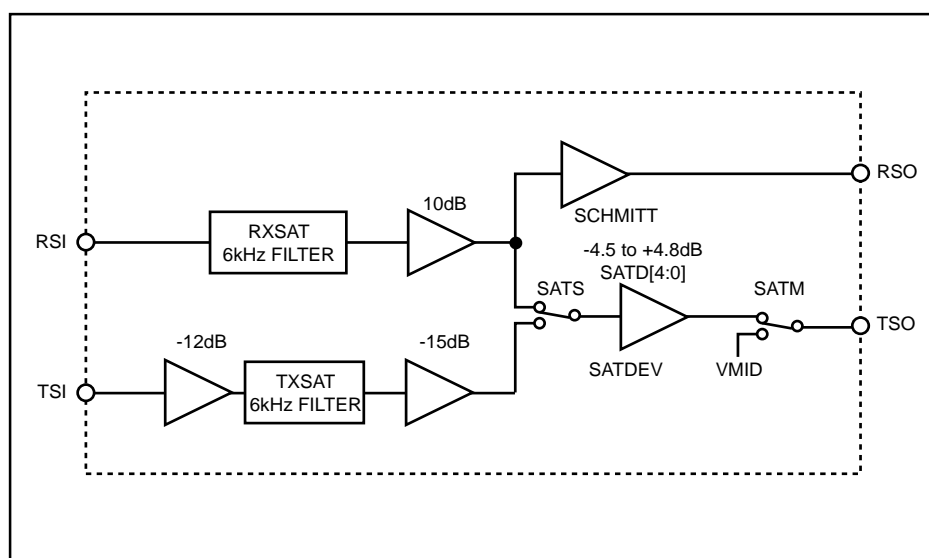 10dB
RSO
SCHMITT
RSI
RXSAT
6kHz FILTER
-4.5 to +4.8dB
SATD[4:0]
SATS
SATM
TSO
-12dB
-15dB
SATDEV
VMID
TSI
TXSAT
6kHz FILTER